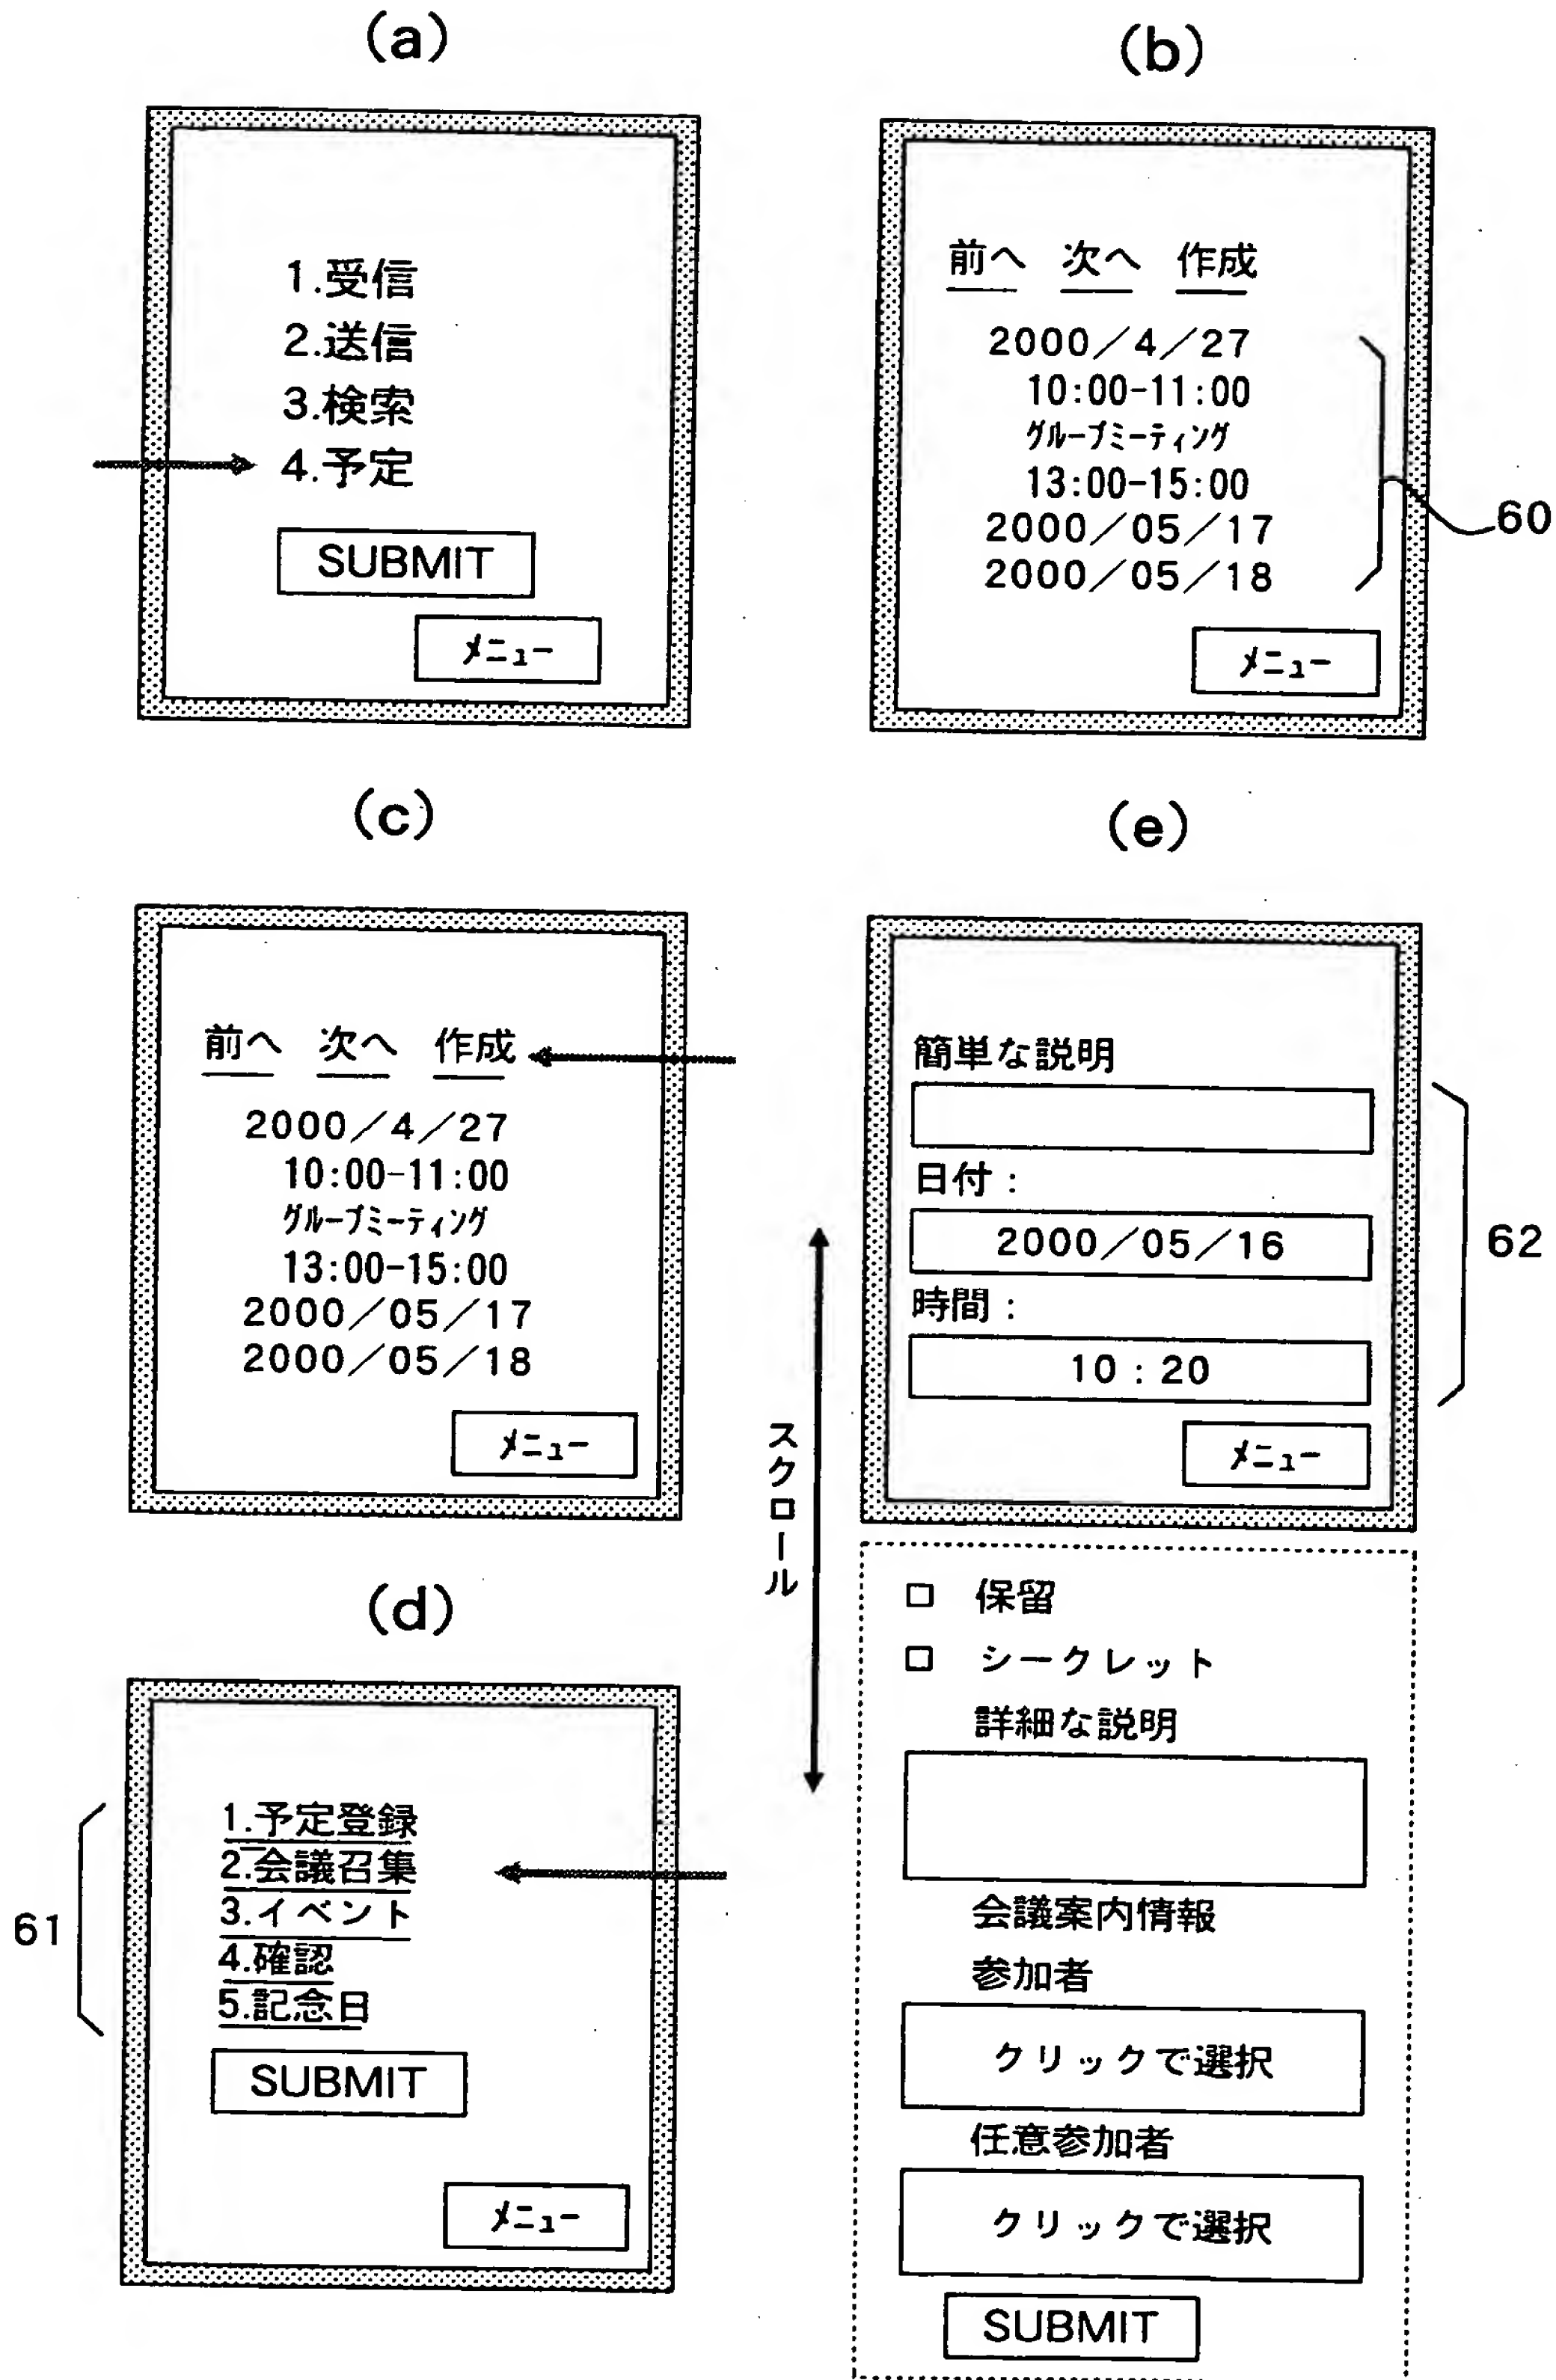 (a)
1.受信
2.送信
3.検索
4.予定
SUBMIT
メニュー
(b)
前へ 次へ 作成
2000/4/27
10:00-11:00
グループミーティング
13:00-15:00
2000/05/17
2000/05/18
メニュー
60
(c)
前へ 次へ 作成
2000/4/27
10:00-11:00
グループミーティング
13:00-15:00
2000/05/17
2000/05/18
メニュー
(d)
1.予定登録
2.会議召集
3.イベント
4.確認
5.記念日
SUBMIT
メニュー
61
(e)
簡単な説明
日付:
2000/05/16
時間:
10:20
メニュー
62
スクロール
□ 保留
□ シークレット
詳細な説明
会議案内情報
参加者
クリックで選択
任意参加者
クリックで選択
SUBMIT